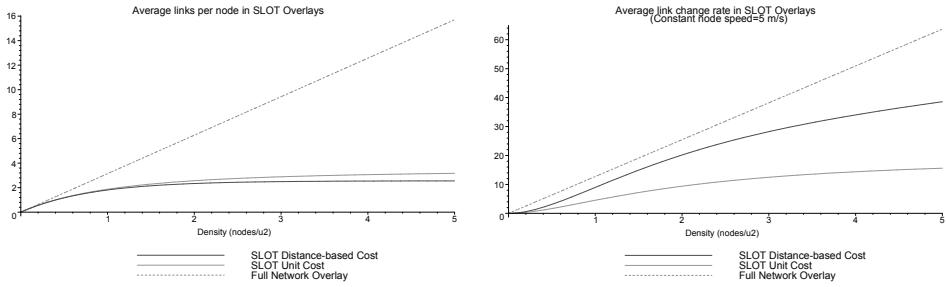 Average links per node in SLOT Overlays
16
14
12
10
8
6
4
2
0
1
2
3
4
5
Density (nodes/u2)
SLOT Distance-based Cost
SLOT Unit Cost
Full Network Overlay
Average link change rate in SLOT Overlays
(Constant node speed=5 m/s)
60
50
40
30
20
10
0
1
2
3
4
5
Density (nodes/u2)
SLOT Distance-based Cost
SLOT Unit Cost
Full Network Overlay